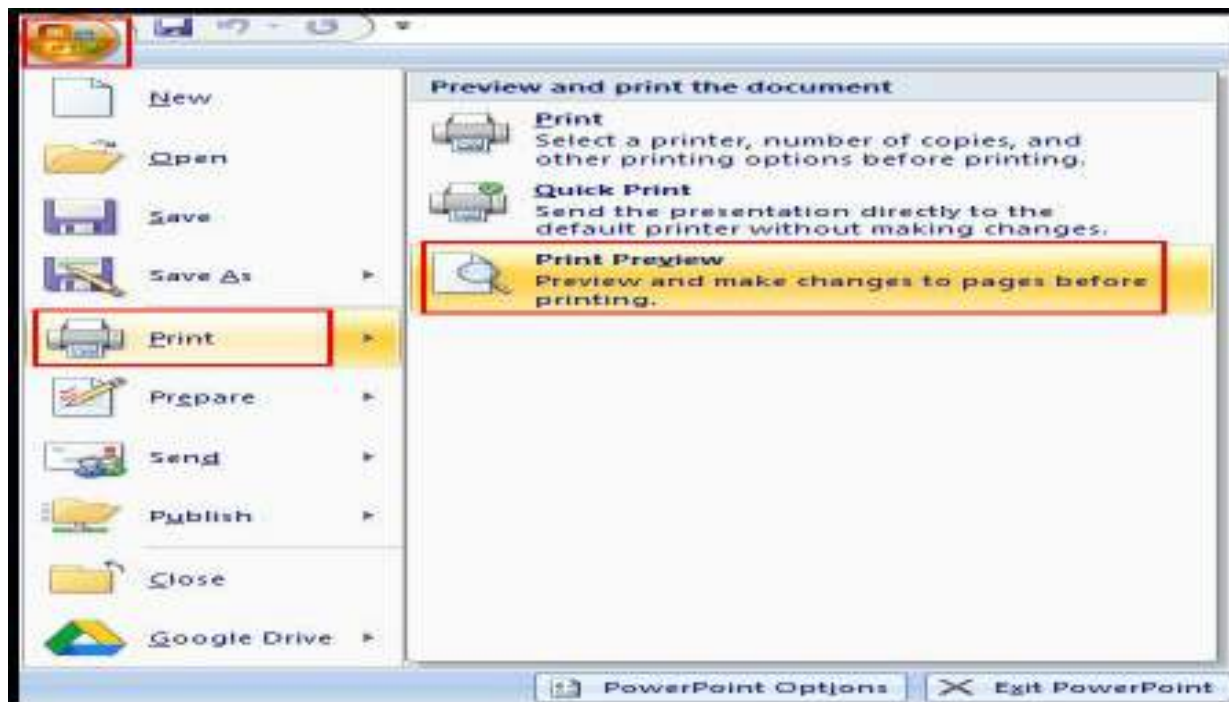 New
Open
Save
Save As
Print
Prepare
Send
Publish
Close
Google Drive
Preview and print the document
Print
Select a printer, number of copies, and
other printing options before printing.
Quick Print
Send the presentation directly to the
default printer without making changes.
Print Preview
Preview and make changes to pages before
printing.
PowerPoint Options
Exit PowerPoint